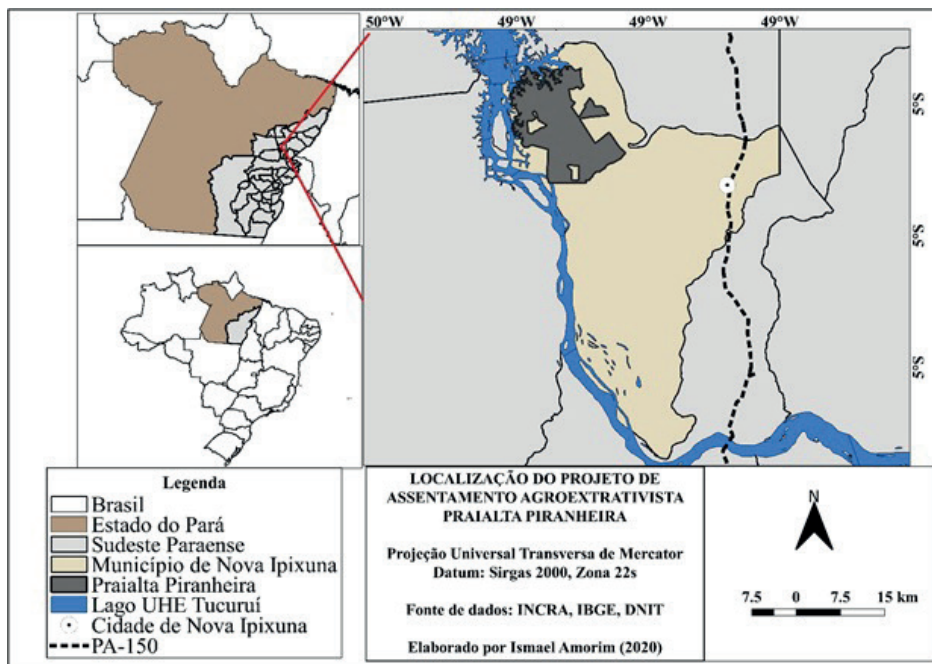 50°W 49°W 49°W 49°W
5°S
5°S
5°S
Legenda
Brasil
Estado do Pará
Sudeste Paraense
Município de Nova Ipixuna
Praialta Piranheira
Lago UHE Tucuruí
Cidade de Nova Ipixuna
PA-150
LOCALIZAÇÃO DO PROJETO DE
ASSENTAMENTO AGROEXTRATIVISTA
PRAIALTA PIRANHEIRA
Projeção Universal Transversa de Mercator
Datum: Sirgas 2000, Zona 22s
Fonte de dados: INCRA, IBGE, DNIT
Elaborado por Ismael Amorim (2020)
N
7.5 0 7.5 15 km